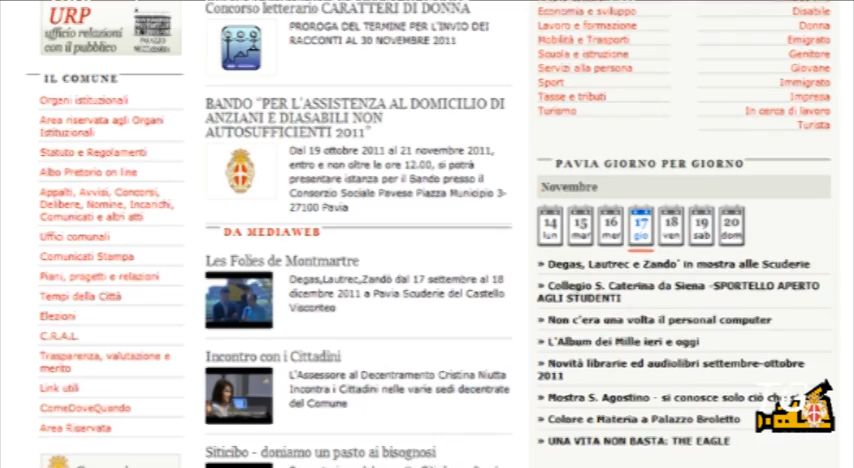 URP
ufficio relazioni
con il pubblico
IL COMUNE
Organi istituzionali
Area riservata agli Organi
Istituzionali
Statuto e Regolamenti
Albo Pretorio on line
Appalti, Avvisi, Concorsi,
Delibere, Nomine, Incanchi,
Comunicati e altri atti
Uffici comunali
Comunicati Stampa
Piani, progetti e relazioni
Tempi della Città
Elezioni
C.R.A.L.
Trasparenza, valutazione e
merito
Link utili
ComeDoveQuando
Area Riservata
Concorso letterario CARATTERI DI DONNA
PROROGA DEL TERMINE PER L'INVIO DEI
RACCONTI AL 30 NOVEMBRE 2011
BANDO "PER L'ASSISTENZA AL DOMICILIO DI
ANZIANI E DIASABILI NON
AUTOSUFFICIENTI 2011"
Dal 19 ottobre 2011 al 21 novembre 2011,
entro e non oltre le ore 12.00, si potrà
presentare istanza per il Bando presso il
Consorzio Sociale Pavese Piazza Municipio 3-
27100 Pavia
DA MEDIAWEB
Les Folies de Montmartre
Degas,Lautrec,Zandò dal 17 settembre al 18
dicembre 2011 a Pavia Scuderie del Castello
Visconteo
Incontro con i Cittadini
L'Assessore al Decentramento Cristina Niutta
Incontra i Cittadini nelle varie sedi decentrate
del Comune
Siticibo - doniamo un pasto ai bisognosi
Economia e sviluppo
Lavoro e formazione
Mobilità e Trasporti
Scuola e istruzione
Servizi alla persona
Sport
Tasse e tributi
Turismo
Disabile
Donna
Emigrato
Genitore
Giovane
Immigrato
Impresa
In cerca di lavoro
Turista
PAVIA GIORNO PER GIORNO
Novembre
14 15 16 17 18 19 20
lun mar mer gio ven sab dom
» Degas, Lautrec e Zando' in mostra alle Scuderie
» Collegio S. Caterina da Siena -SPORTELLO APERTO
AGLI STUDENTI
» Non c'era una volta il personal computer
» L'Album dei Mille ieri e oggi
» Novità librarie ed audiolibri settembre-ottobre
2011
» Mostra S. Agostino - si conosce solo ciò
» Colore e Materia a Palazzo Broletto
» UNA VITA NON BASTA: THE EAGLE